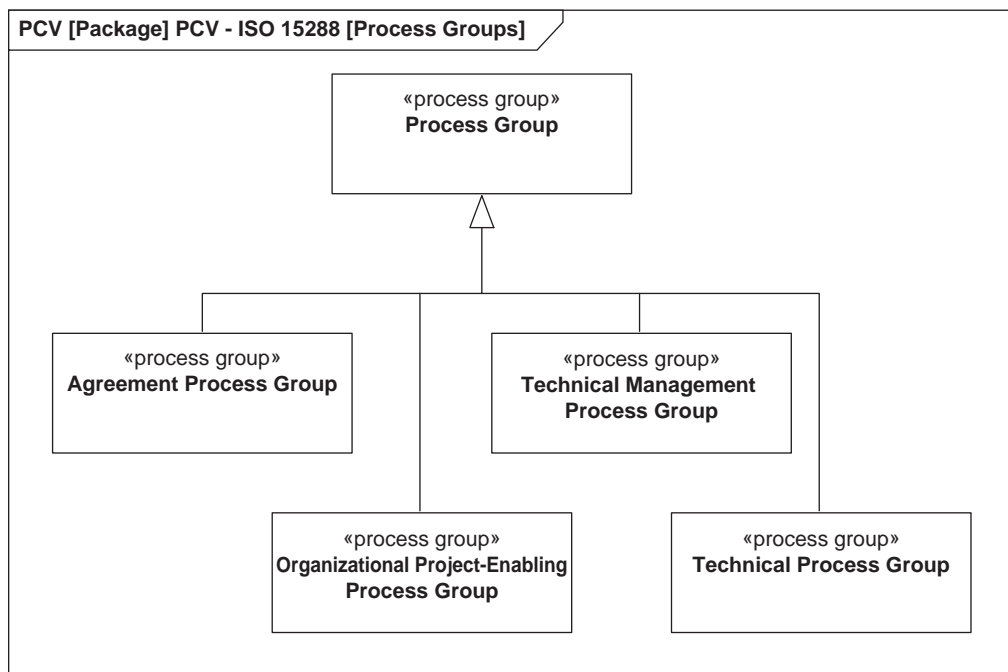 PCV [Package] PCV - ISO 15288 [Process Groups]
«process group»
Process Group
«process group»
Agreement Process Group
«process group»
Technical Management
Process Group
«process group»
Organizational Project-Enabling
Process Group
«process group»
Technical Process Group